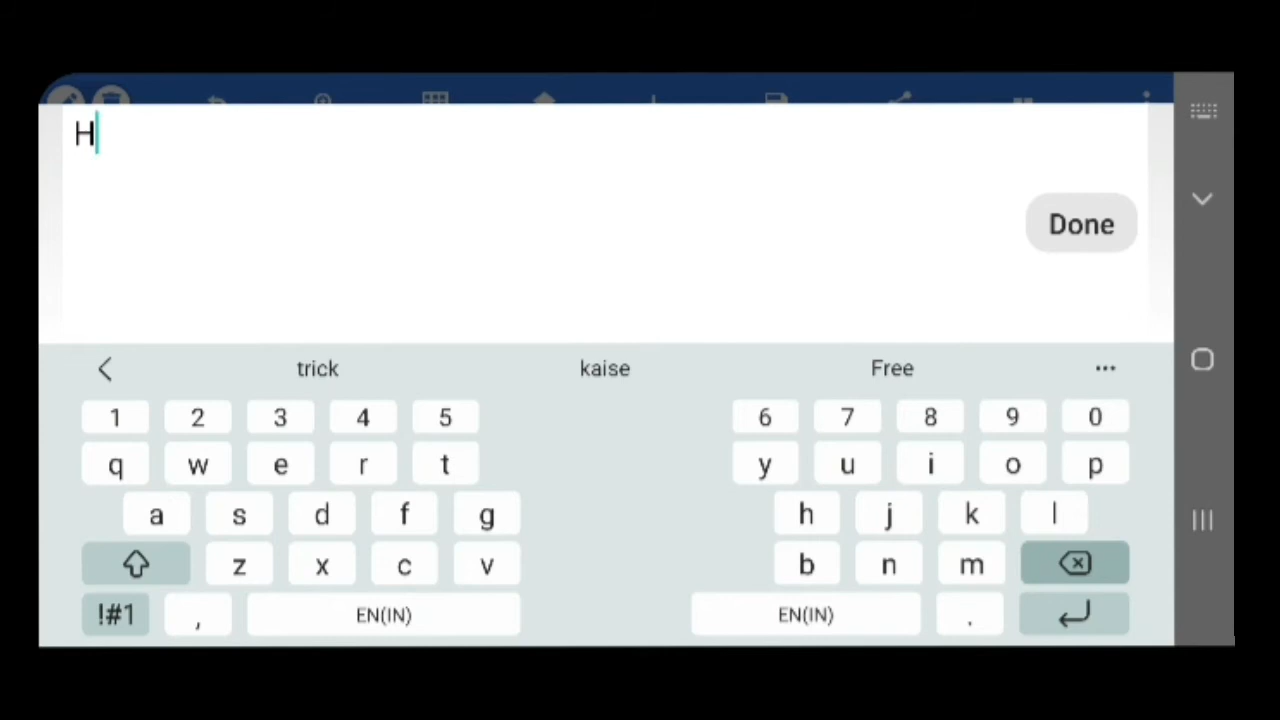 H
Done
trick kaise Free ...
1 2 3 4 5 6 7 8 9 0
q w e r t y u i o p
a s d f g h j k l
z x c v b n m
!#1 , EN(IN) EN(IN) .